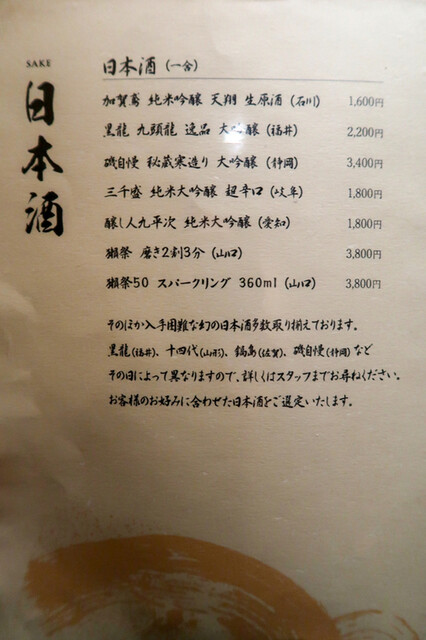 SAKE
日本酒
日本酒（一合）
加賀鳶 純米吟醸 天翔 生原酒（石川） 1,600円
黒龍 九頭龍 逸品 大吟醸（福井） 2,200円
磯自慢 秘蔵寒造り 大吟醸（静岡） 3,400円
三千盛 純米大吟醸 超辛口（岐阜） 1,800円
醸し人九平次 純米大吟醸（愛知） 1,800円
獺祭 磨き2割3分（山口） 3,800円
獺祭50 スパークリング 360ml（山口） 3,800円
そのほか入手困難な幻の日本酒多数取り揃えております。
黒龍（福井）、十四代（山形）、鍋島（佐賀）、磯自慢（静岡）など
その日によって異なりますので、詳しくはスタッフまでお尋ねください。
お客様のお好みに合わせた日本酒をご選定いたします。